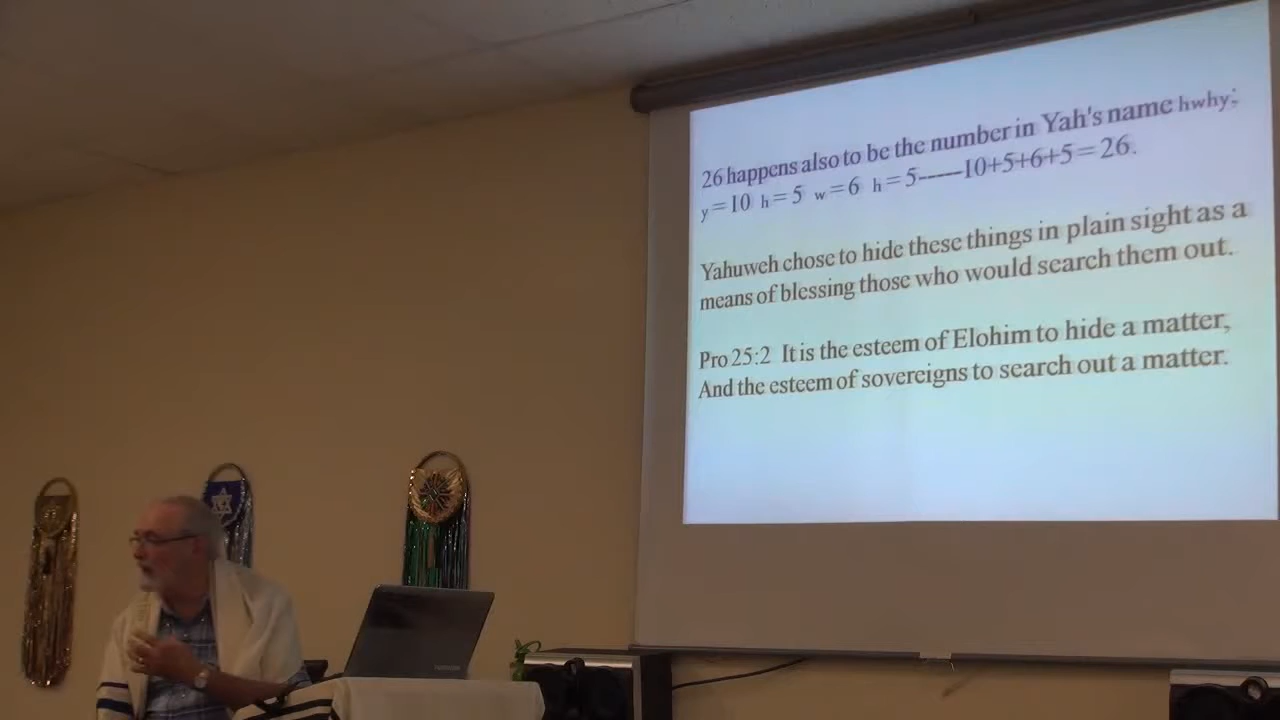 26 happens also to be the number in Yah's name hwhy;
y=10 h=5 w=6 h=5-----10+5+6+5=26.
Yahuweh chose to hide these things in plain sight as a
means of blessing those who would search them out.
Pro 25:2 It is the esteem of Elohim to hide a matter,
And the esteem of sovereigns to search out a matter.